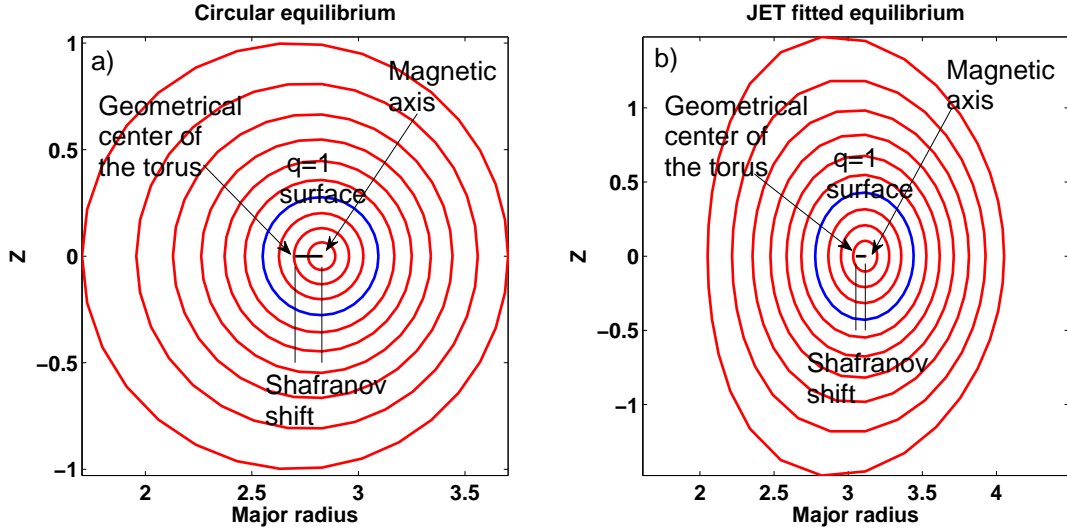 Circular equilibrium
a)
Magnetic
axis
Geometrical
center of
the torus
q=1
surface
Shafranov
shift
Z
1
0.5
0
−0.5
−1
2
2.5
3
3.5
Major radius
JET fitted equilibrium
b)
Magnetic
axis
Geometrical
center of
the torus
q=1
surface
Shafranov
shift
Z
1
0.5
0
−0.5
−1
2
2.5
3
3.5
4
Major radius